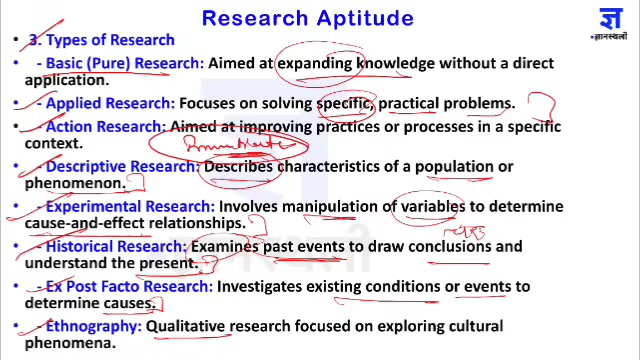 Research Aptitude
ज्ञ
ज्ञानस्थली
• 3. Types of Research
• - Basic (Pure) Research: Aimed at expanding knowledge without a direct
application.
• - Applied Research: Focuses on solving specific, practical problems.
• - Action Research: Aimed at improving practices or processes in a specific
context.
• - Descriptive Research: Describes characteristics of a population or
phenomenon.
• - Experimental Research: Involves manipulation of variables to determine
cause-and-effect relationships.
• - Historical Research: Examines past events to draw conclusions and
understand the present.
• - Ex Post Facto Research: Investigates existing conditions or events to
determine causes.
• - Ethnography: Qualitative research focused on exploring cultural
phenomena.